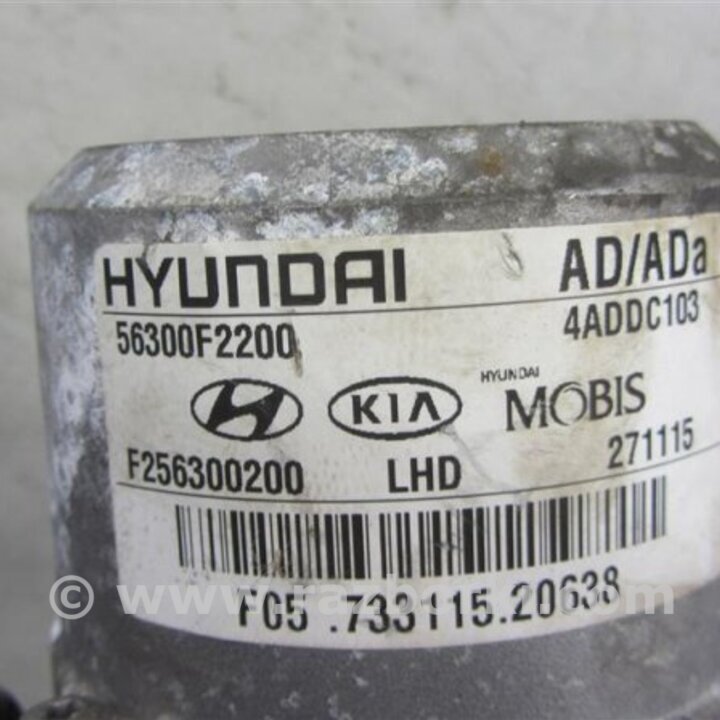 HYUNDAI AD/ADa
56300F2200 4ADDC103
KIA HYUNDAI MOBIS
F256300200 LHD 271115
F05 .733115.20638